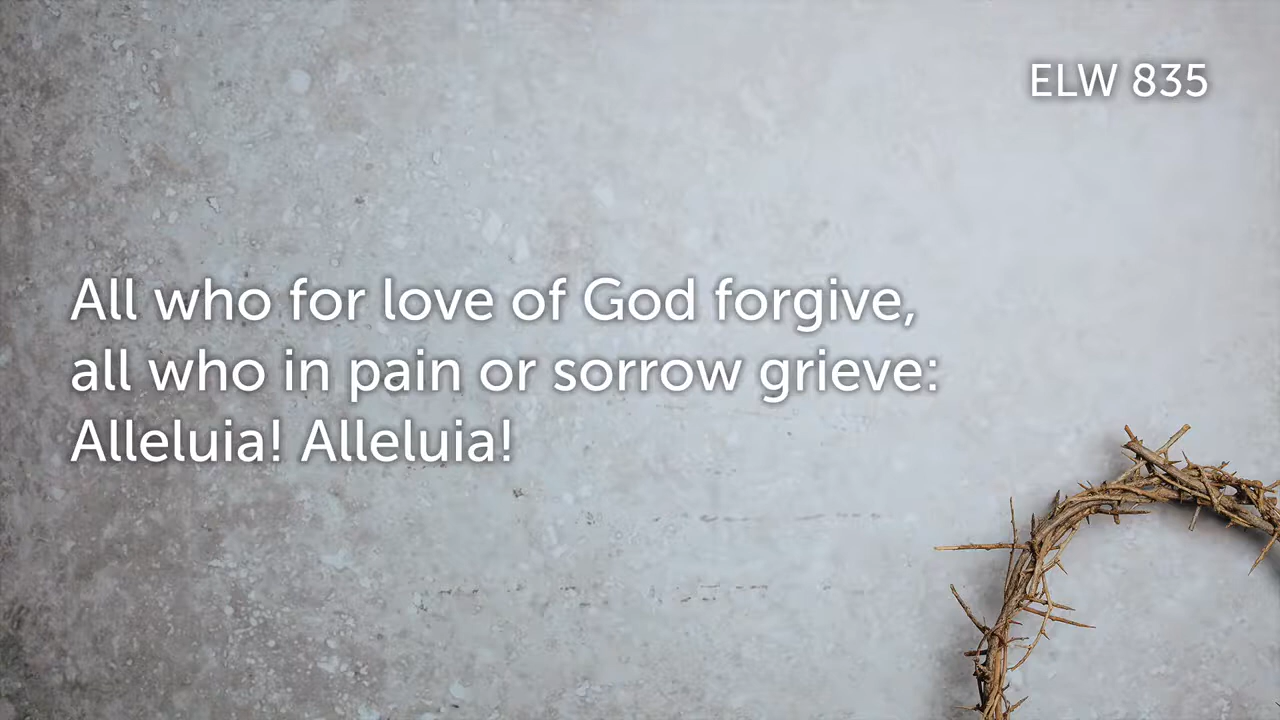 ELW 835
All who for love of God forgive,
all who in pain or sorrow grieve:
Alleluia! Alleluia!